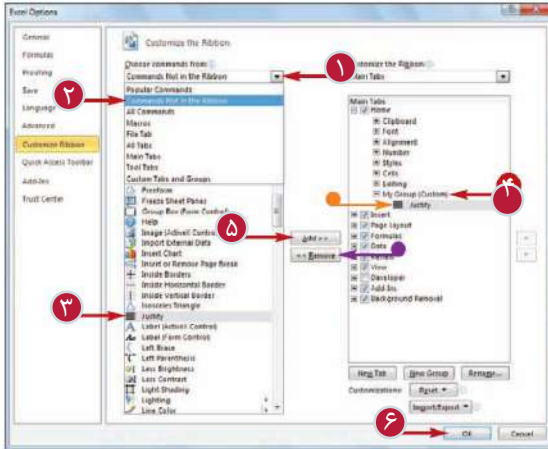 Excel Options
General
Formulas
Proofing
Save
Language
Advanced
Customize Ribbon
Quick Access Toolbar
Add-Ins
Trust Center
Customize the Ribbon
Choose commands from:
Commands Not in the Ribbon
Popular Commands
Commands Not in the Ribbon
All Commands
Macros
File Tab
All Tabs
Main Tabs
Tool Tabs
Custom Tabs and Groups
Freeform
Freeze Sheet Panes
Group Box (Form Control)
Help
Image (ActiveX Control)
Import External Data
Insert Chart
Insert or Remove Page Break
Inside Borders
Inside Horizontal Border
Inside Vertical Border
Isosceles Triangle
Justify
Label (ActiveX Control)
Label (Form Control)
Left Brace
Left Parenthesis
Less Brightness
Less Contrast
Light Shading
Lighting
Line Color
Add >>
<< Remove
Customize the Ribbon:
Main Tabs
Main Tabs
Home
Clipboard
Font
Alignment
Number
Styles
Cells
Editing
My Group (Custom)
Justify
Insert
Page Layout
Formulas
Data
Review
View
Developer
Add-Ins
Background Removal
New Tab
New Group
Rename...
Customizations:
Reset
Import/Export
OK
Cancel
۱
۲
۳
۴
۵
۶